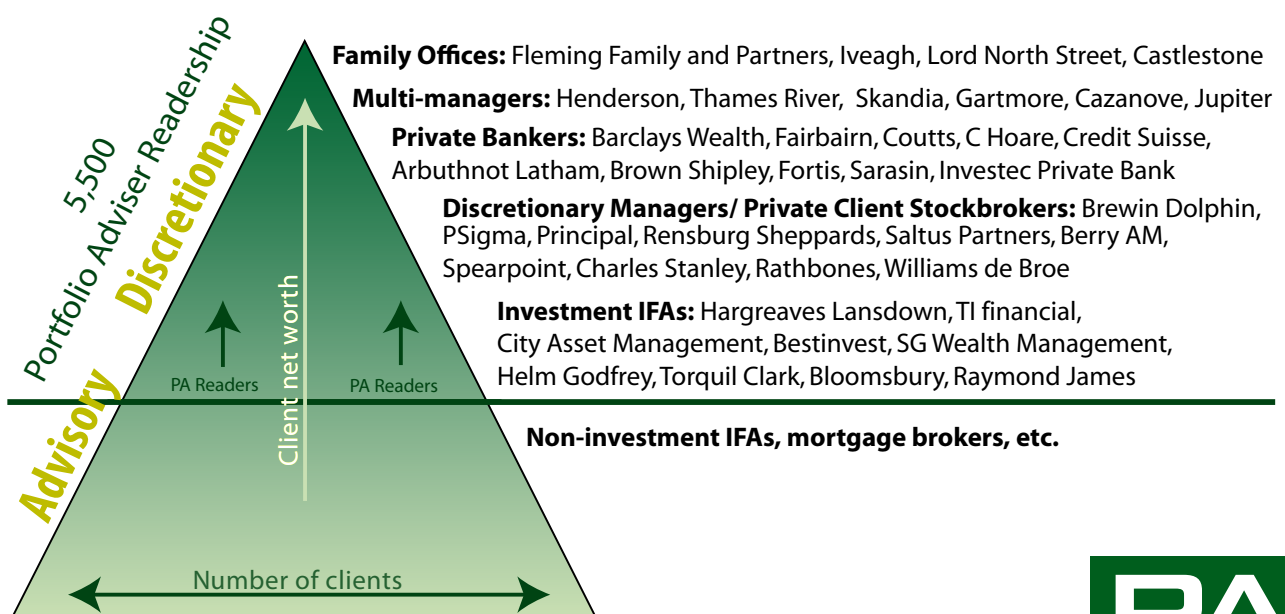 5,500
Portfolio Adviser Readership
Discretionary
Advisory
Family Offices: Fleming Family and Partners, Iveagh, Lord North Street, Castlestone
Multi-managers: Henderson, Thames River, Skandia, Gartmore, Cazanove, Jupiter
Private Bankers: Barclays Wealth, Fairbairn, Coutts, C Hoare, Credit Suisse,
Arbuthnot Latham, Brown Shipley, Fortis, Sarasin, Investec Private Bank
Discretionary Managers/ Private Client Stockbrokers: Brewin Dolphin,
PSigma, Principal, Rensburg Sheppards, Saltus Partners, Berry AM,
Spearpoint, Charles Stanley, Rathbones, Williams de Broe
Investment IFAs: Hargreaves Lansdown, TI financial,
City Asset Management, Bestinvest, SG Wealth Management,
Helm Godfrey, Torquil Clark, Bloomsbury, Raymond James
Non-investment IFAs, mortgage brokers, etc.
Client net worth
PA Readers
PA Readers
Number of clients
PA